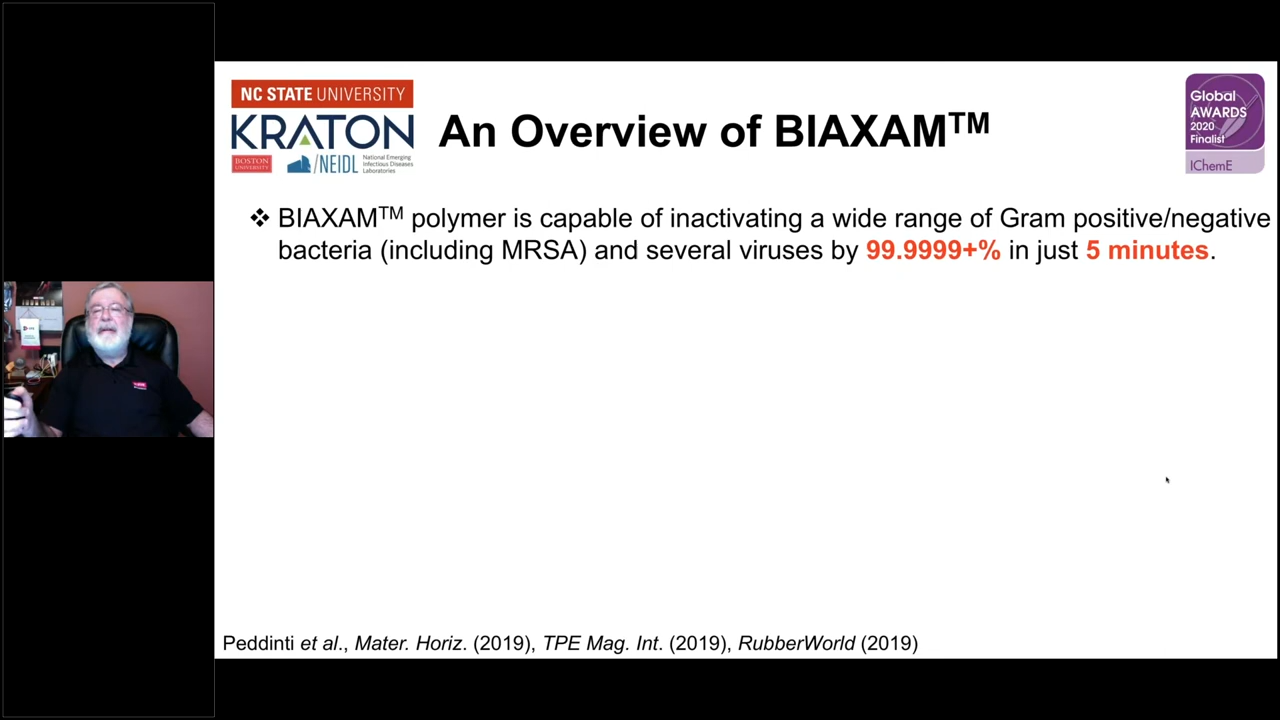 NC STATE UNIVERSITY
KRATON
BOSTON
UNIVERSITY
/NEIDL
National Emerging
Infectious Diseases
Laboratories
An Overview of BIAXAM™
Global
AWARDS
2020
Finalist
IChemE
❖ BIAXAM™ polymer is capable of inactivating a wide range of Gram positive/negative
bacteria (including MRSA) and several viruses by 99.9999+% in just 5 minutes.
Peddinti et al., Mater. Horiz. (2019), TPE Mag. Int. (2019), RubberWorld (2019)